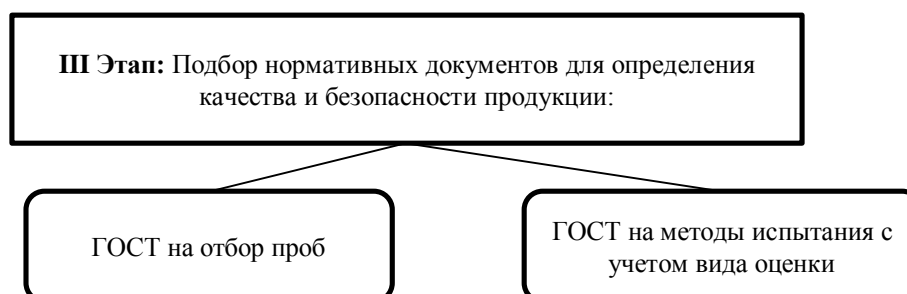 III Этап: Подбор нормативных документов для определения
качества и безопасности продукции:
ГОСТ на отбор проб
ГОСТ на методы испытания с
учетом вида оценки